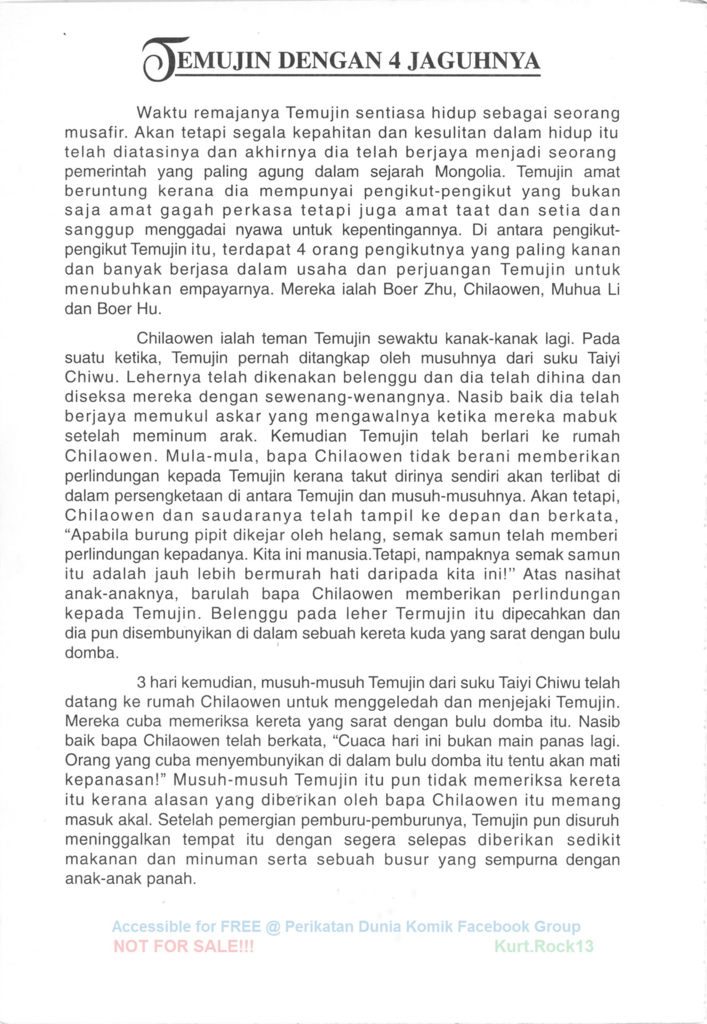 TEMUJIN DENGAN 4 JAGUHNYA
Waktu remajanya Temujin sentiasa hidup sebagai seorang
musafir. Akan tetapi segala kepahitan dan kesulitan dalam hidup itu
telah diatasinya dan akhirnya dia telah berjaya menjadi seorang
pemerintah yang paling agung dalam sejarah Mongolia. Temujin amat
beruntung kerana dia mempunyai pengikut-pengikut yang bukan
saja amat gagah perkasa tetapi juga amat taat dan setia dan
sanggup menggadai nyawa untuk kepentingannya. Di antara pengikut-
pengikut Temujin itu, terdapat 4 orang pengikutnya yang paling kanan
dan banyak berjasa dalam usaha dan perjuangan Temujin untuk
menubuhkan empayarnya. Mereka ialah Boer Zhu, Chilaowen, Muhua Li
dan Boer Hu.
Chilaowen ialah teman Temujin sewaktu kanak-kanak lagi. Pada
suatu ketika, Temujin pernah ditangkap oleh musuhnya dari suku Taiyi
Chiwu. Lehernya telah dikenakan belenggu dan dia telah dihina dan
diseksa mereka dengan sewenang-wenangnya. Nasib baik dia telah
berjaya memukul askar yang mengawalnya ketika mereka mabuk
setelah meminum arak. Kemudian Temujin telah berlari ke rumah
Chilaowen. Mula-mula, bapa Chilaowen tidak berani memberikan
perlindungan kepada Temujin kerana takut dirinya sendiri akan terlibat di
dalam persengketaan di antara Temujin dan musuh-musuhnya. Akan tetapi,
Chilaowen dan saudaranya telah tampil ke depan dan berkata,
“Apabila burung pipit dikejar oleh helang, semak samun telah memberi
perlindungan kepadanya. Kita ini manusia.Tetapi, nampaknya semak samun
itu adalah jauh lebih bermurah hati daripada kita ini!” Atas nasihat
anak-anaknya, barulah bapa Chilaowen memberikan perlindungan
kepada Temujin. Belenggu pada leher Termujin itu dipecahkan dan
dia pun disembunyikan di dalam sebuah kereta kuda yang sarat dengan bulu
domba.
3 hari kemudian, musuh-musuh Temujin dari suku Taiyi Chiwu telah
datang ke rumah Chilaowen untuk menggeledah dan menjejaki Temujin.
Mereka cuba memeriksa kereta yang sarat dengan bulu domba itu. Nasib
baik bapa Chilaowen telah berkata, “Cuaca hari ini bukan main panas lagi.
Orang yang cuba menyembunyikan di dalam bulu domba itu tentu akan mati
kepanasan!” Musuh-musuh Temujin itu pun tidak memeriksa kereta
itu kerana alasan yang diberikan oleh bapa Chilaowen itu memang
masuk akal. Setelah pemergian pemburu-pemburunya, Temujin pun disuruh
meninggalkan tempat itu dengan segera selepas diberikan sedikit
makanan dan minuman serta sebuah busur yang sempurna dengan
anak-anak panah.
Accessible for FREE @ Perikatan Dunia Komik Facebook Group
NOT FOR SALE!!! Kurt.Rock13